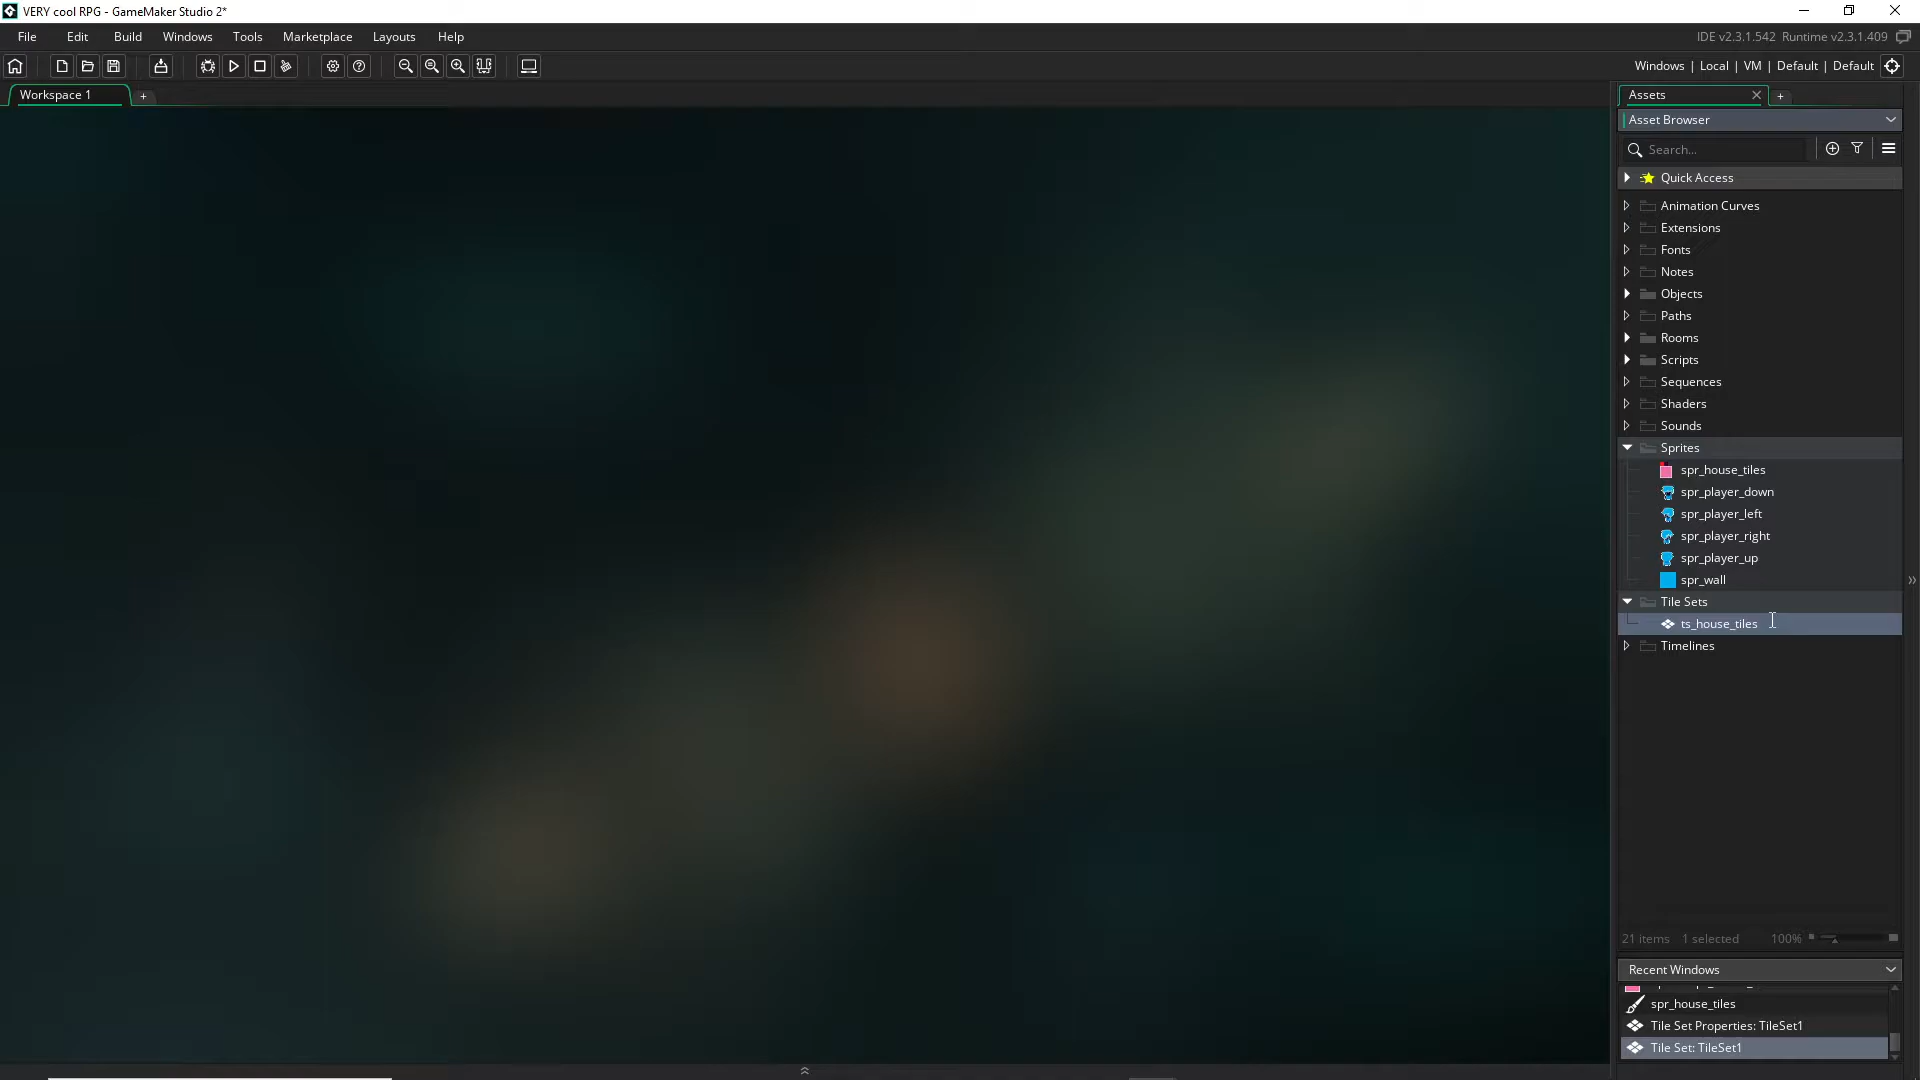 VERY cool RPG - GameMaker Studio 2*
File Edit Build Windows Tools Marketplace Layouts Help
IDE v2.3.1.542 Runtime v2.3.1.409
Windows | Local | VM | Default | Default
Workspace 1
Assets
Asset Browser
Search...
Quick Access
Animation Curves
Extensions
Fonts
Notes
Objects
Paths
Rooms
Scripts
Sequences
Shaders
Sounds
Sprites
spr_house_tiles
spr_player_down
spr_player_left
spr_player_right
spr_player_up
spr_wall
Tile Sets
ts_house_tiles
Timelines
21 items 1 selected 100%
Recent Windows
spr_house_tiles
Tile Set Properties: TileSet1
Tile Set: TileSet1